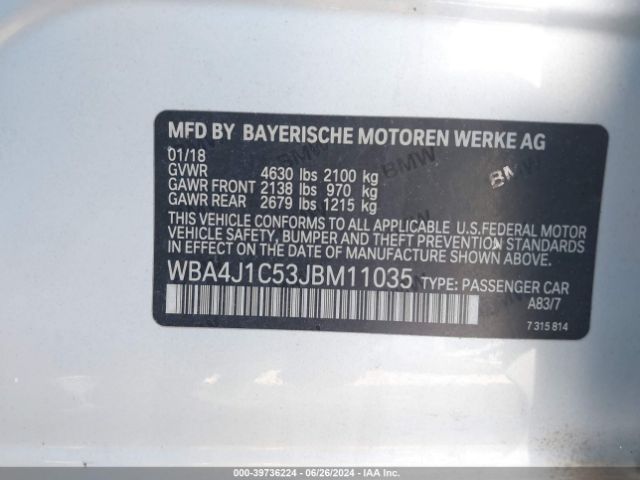 MFD BY BAYERISCHE MOTOREN WERKE AG
01/18
GVWR 4630 lbs 2100 kg
GAWR FRONT 2138 lbs 970 kg
GAWR REAR 2679 lbs 1215 kg
THIS VEHICLE CONFORMS TO ALL APPLICABLE U.S.FEDERAL MOTOR
VEHICLE SAFETY, BUMPER AND THEFT PREVENTION STANDARDS
IN EFFECT ON THE DATE OF MANUFACTURE SHOWN ABOVE.
WBA4J1C53JBM11035 TYPE: PASSENGER CAR
A83/7
7 315 814
BMW
BMW
000-39736224 | 06/26/2024 | IAA Inc.